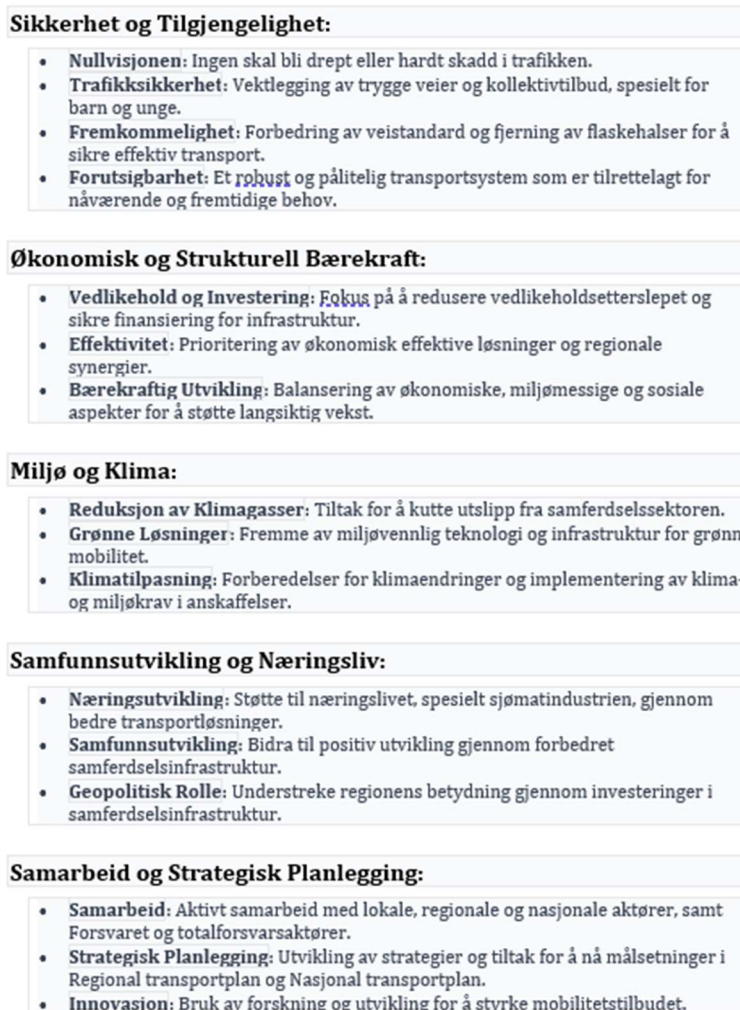 Sikkerhet og Tilgjengelighet:
• Nullvisjonen: Ingen skal bli drept eller hardt skadd i trafikken.
• Trafikksikkerhet: Vektlegging av trygge veier og kollektivtilbud, spesielt for
barn og unge.
• Fremkommelighet: Forbedring av veistandard og fjerning av flaskehalser for å
sikre effektiv transport.
• Forutsigbarhet: Et robust og pålitelig transportsystem som er tilrettelagt for
nåværende og fremtidige behov.
Økonomisk og Strukturell Bærekraft:
• Vedlikehold og Investering: Fokus på å redusere vedlikeholdsetterslepet og
sikre finansiering for infrastruktur.
• Effektivitet: Prioritering av økonomisk effektive løsninger og regionale
synergier.
• Bærekraftig Utvikling: Balansering av økonomiske, miljømessige og sosiale
aspekter for å støtte langsiktig vekst.
Miljø og Klima:
• Reduksjon av Klimagasser: Tiltak for å kutte utslipp fra samferdselssektoren.
• Grønne Løsninger: Fremme av miljøvennlig teknologi og infrastruktur for grønn
mobilitet.
• Klimatilpasning: Forberedelser for klimaendringer og implementering av klima-
og miljøkrav i anskaffelser.
Samfunnsutvikling og Næringsliv:
• Næringsutvikling: Støtte til næringslivet, spesielt sjømatindustrien, gjennom
bedre transportløsninger.
• Samfunnsutvikling: Bidra til positiv utvikling gjennom forbedret
samferdselsinfrastruktur.
• Geopolitisk Rolle: Understreke regionens betydning gjennom investeringer i
samferdselsinfrastruktur.
Samarbeid og Strategisk Planlegging:
• Samarbeid: Aktivt samarbeid med lokale, regionale og nasjonale aktører, samt
Forsvaret og totalforsvarsaktører.
• Strategisk Planlegging: Utvikling av strategier og tiltak for å nå målsetninger i
Regional transportplan og Nasjonal transportplan.
• Innovasjon: Bruk av forskning og utvikling for å styrke mobilitetstilbudet.